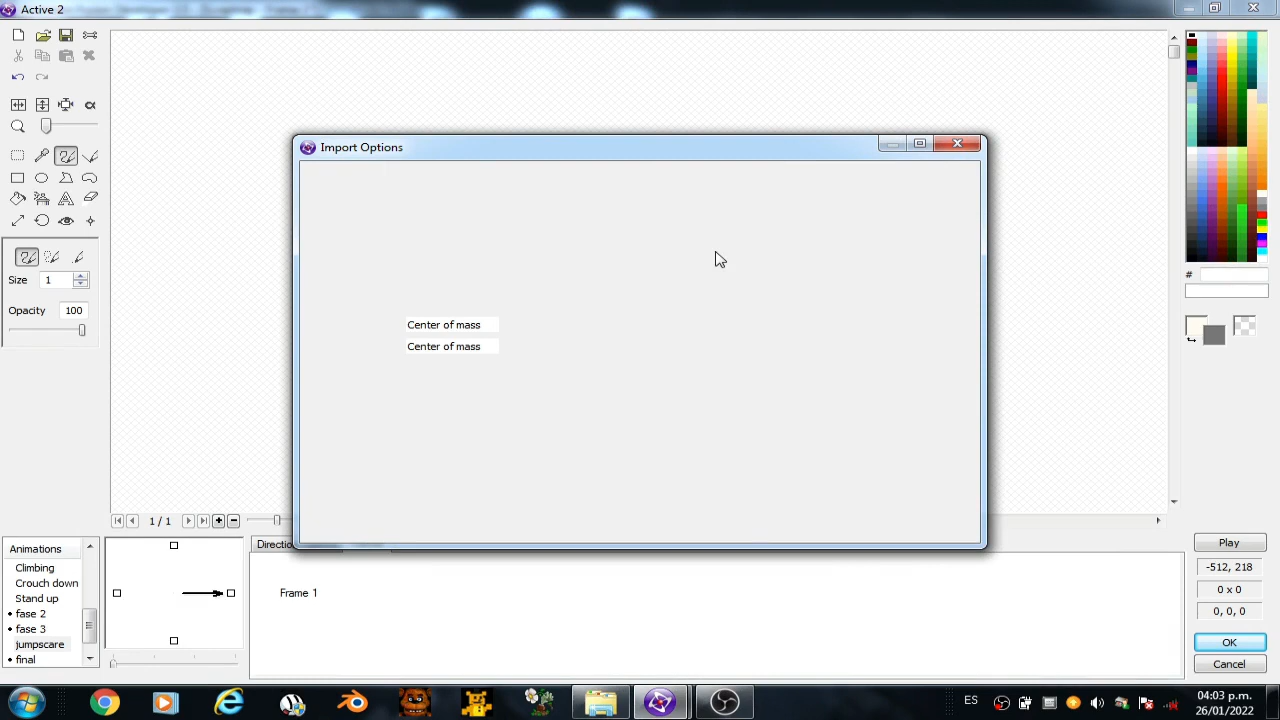 Active 2
Import Options
Size 1
Opacity 100
Center of mass
Center of mass
#
1 / 1
Animations
Climbing
Crouch down
Stand up
• fase 2
• fase 3
jumpscare
• final
Frame 1
Play
-512, 218
0 x 0
0, 0, 0
OK
Cancel
ES
04:03 p.m.
26/01/2022